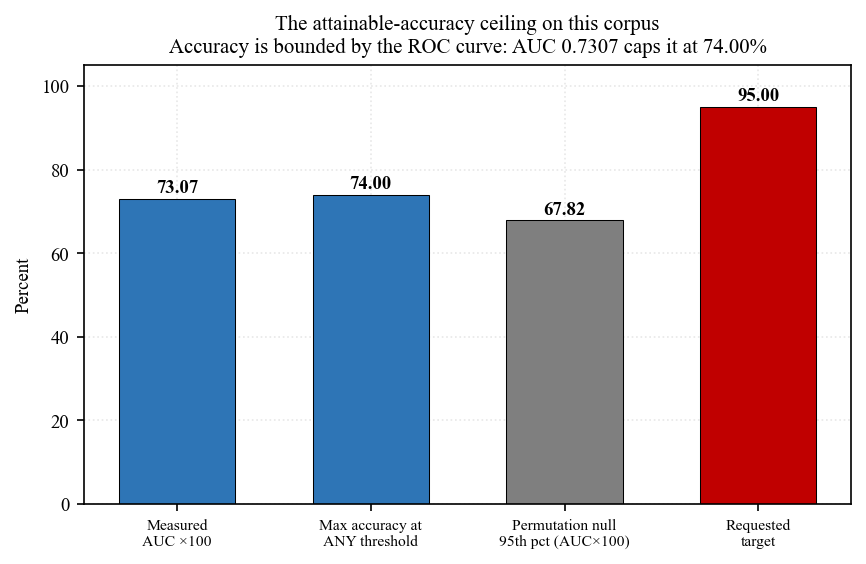 The attainable-accuracy ceiling on this corpus
Accuracy is bounded by the ROC curve: AUC 0.7307 caps it at 74.00%
Percent
100
80
60
40
20
0
73.07
74.00
67.82
95.00
Measured
AUC ×100
Max accuracy at
ANY threshold
Permutation null
95th pct (AUC×100)
Requested
target